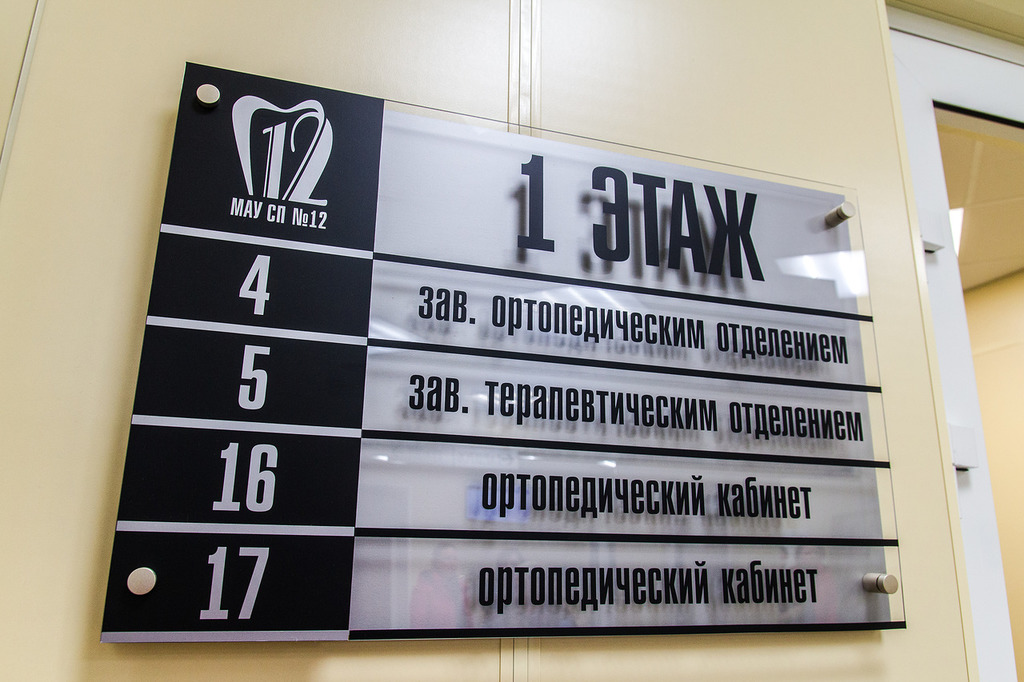 12
МАУ СП №12
1 ЭТАЖ
4 зав. ортопедическим отделением
5 зав. терапевтическим отделением
16 ортопедический кабинет
17 ортопедический кабинет